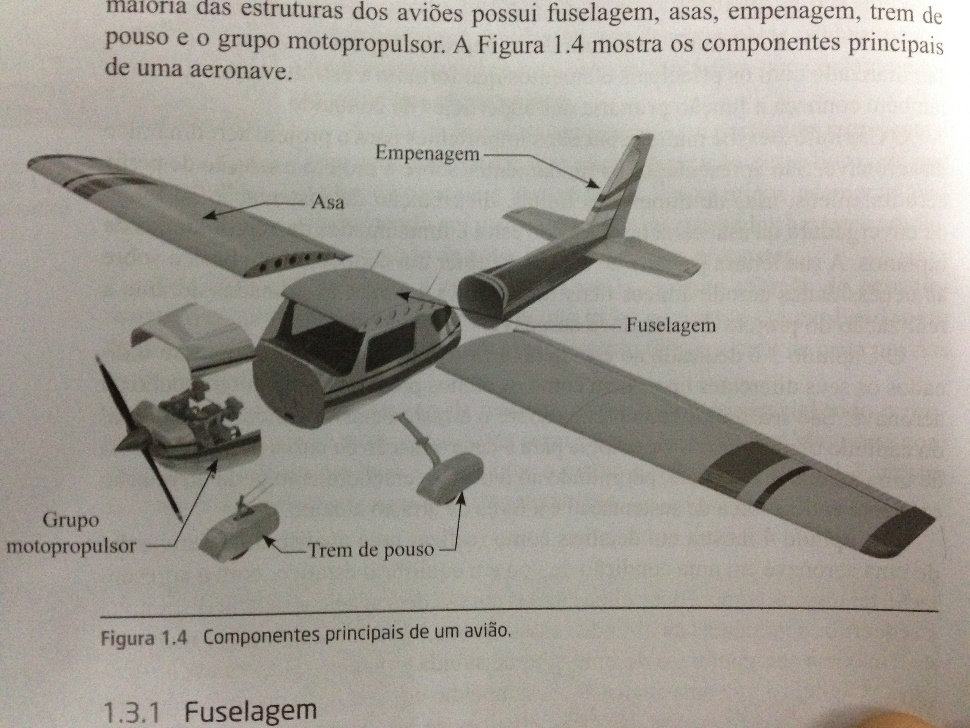 maioria das estruturas dos aviões possui fuselagem, asas, empenagem, trem de
pouso e o grupo motopropulsor. A Figura 1.4 mostra os componentes principais
de uma aeronave.
Empenagem
Asa
Fuselagem
Grupo
motopropulsor
Trem de pouso
Figura 1.4 Componentes principais de um avião.
1.3.1 Fuselagem